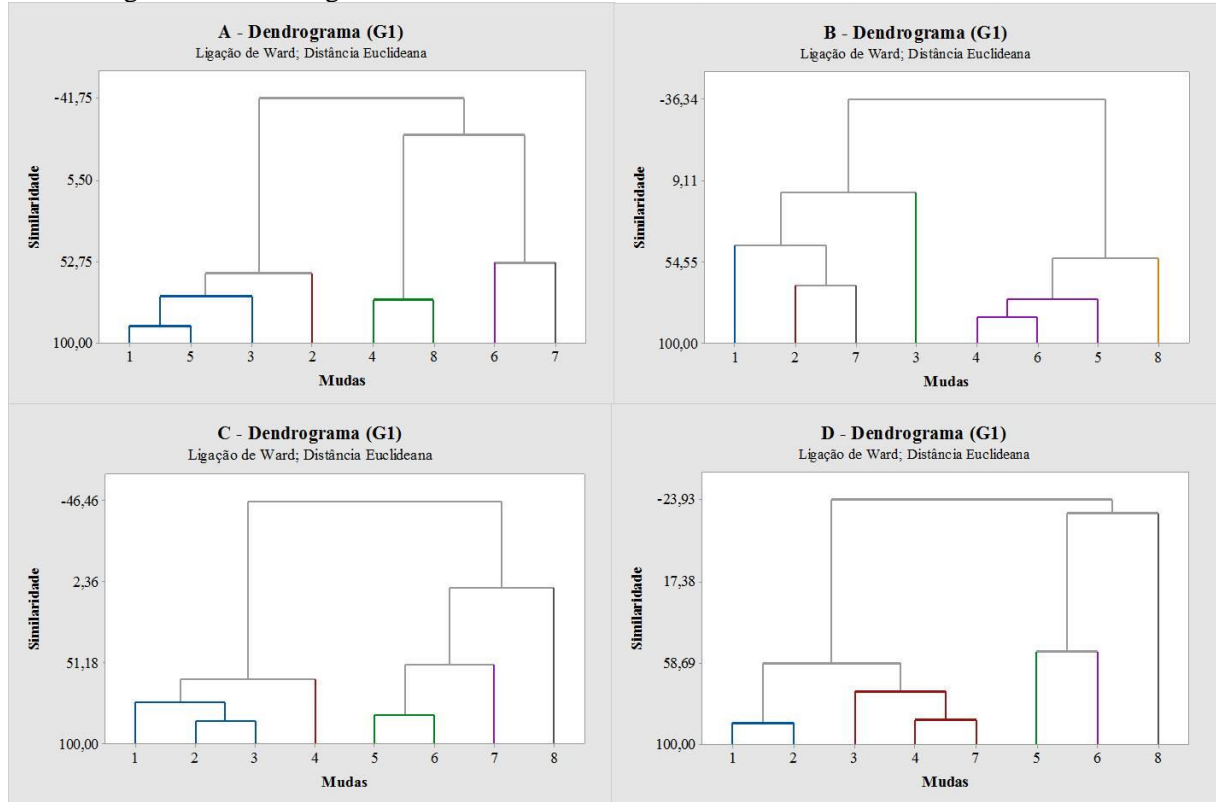 A - Dendrograma (G1)
Ligação de Ward; Distância Euclideana
Similaridade
-41,75
5,50
52,75
100,00
1 5 3 2 4 8 6 7
Mudas
B - Dendrograma (G1)
Ligação de Ward; Distância Euclideana
Similaridade
-36,34
9,11
54,55
100,00
1 2 7 3 4 6 5 8
Mudas
C - Dendrograma (G1)
Ligação de Ward; Distância Euclideana
Similaridade
-46,46
2,36
51,18
100,00
1 2 3 4 5 6 7 8
Mudas
D - Dendrograma (G1)
Ligação de Ward; Distância Euclideana
Similaridade
-23,93
17,38
58,69
100,00
1 2 3 4 7 5 6 8
Mudas